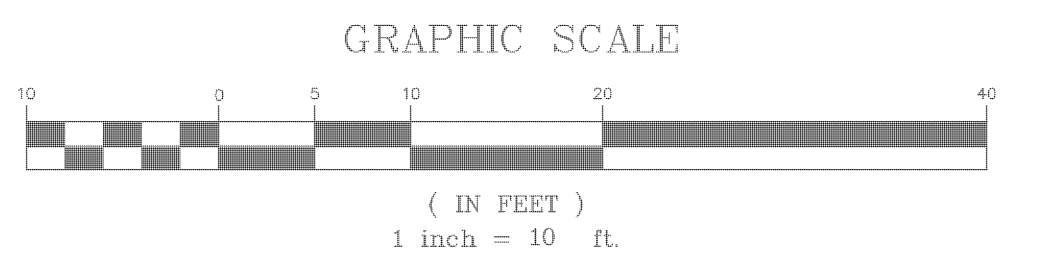 GRAPHIC SCALE
10 0 5 10 20 40
( IN FEET )
1 inch = 10 ft.